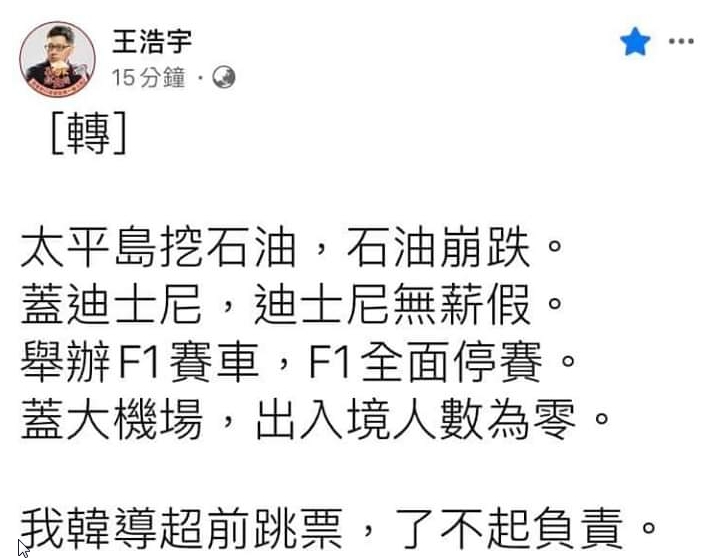 王浩宇
15分鐘 ·
[轉]
太平島挖石油，石油崩跌。
蓋迪士尼，迪士尼無薪假。
舉辦F1賽車，F1全面停賽。
蓋大機場，出入境人數為零。
我韓導超前跳票，了不起負責。